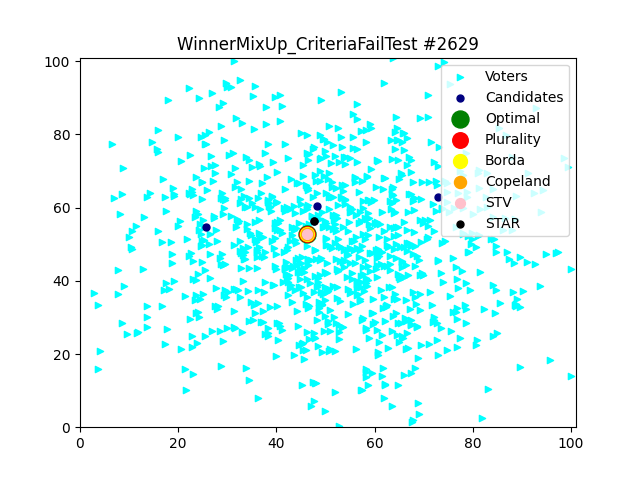 WinnerMixUp_CriteriaFailTest #2629
100
80
60
40
20
0
0
20
40
60
80
100
Voters
Candidates
Optimal
Plurality
Borda
Copeland
STV
STAR